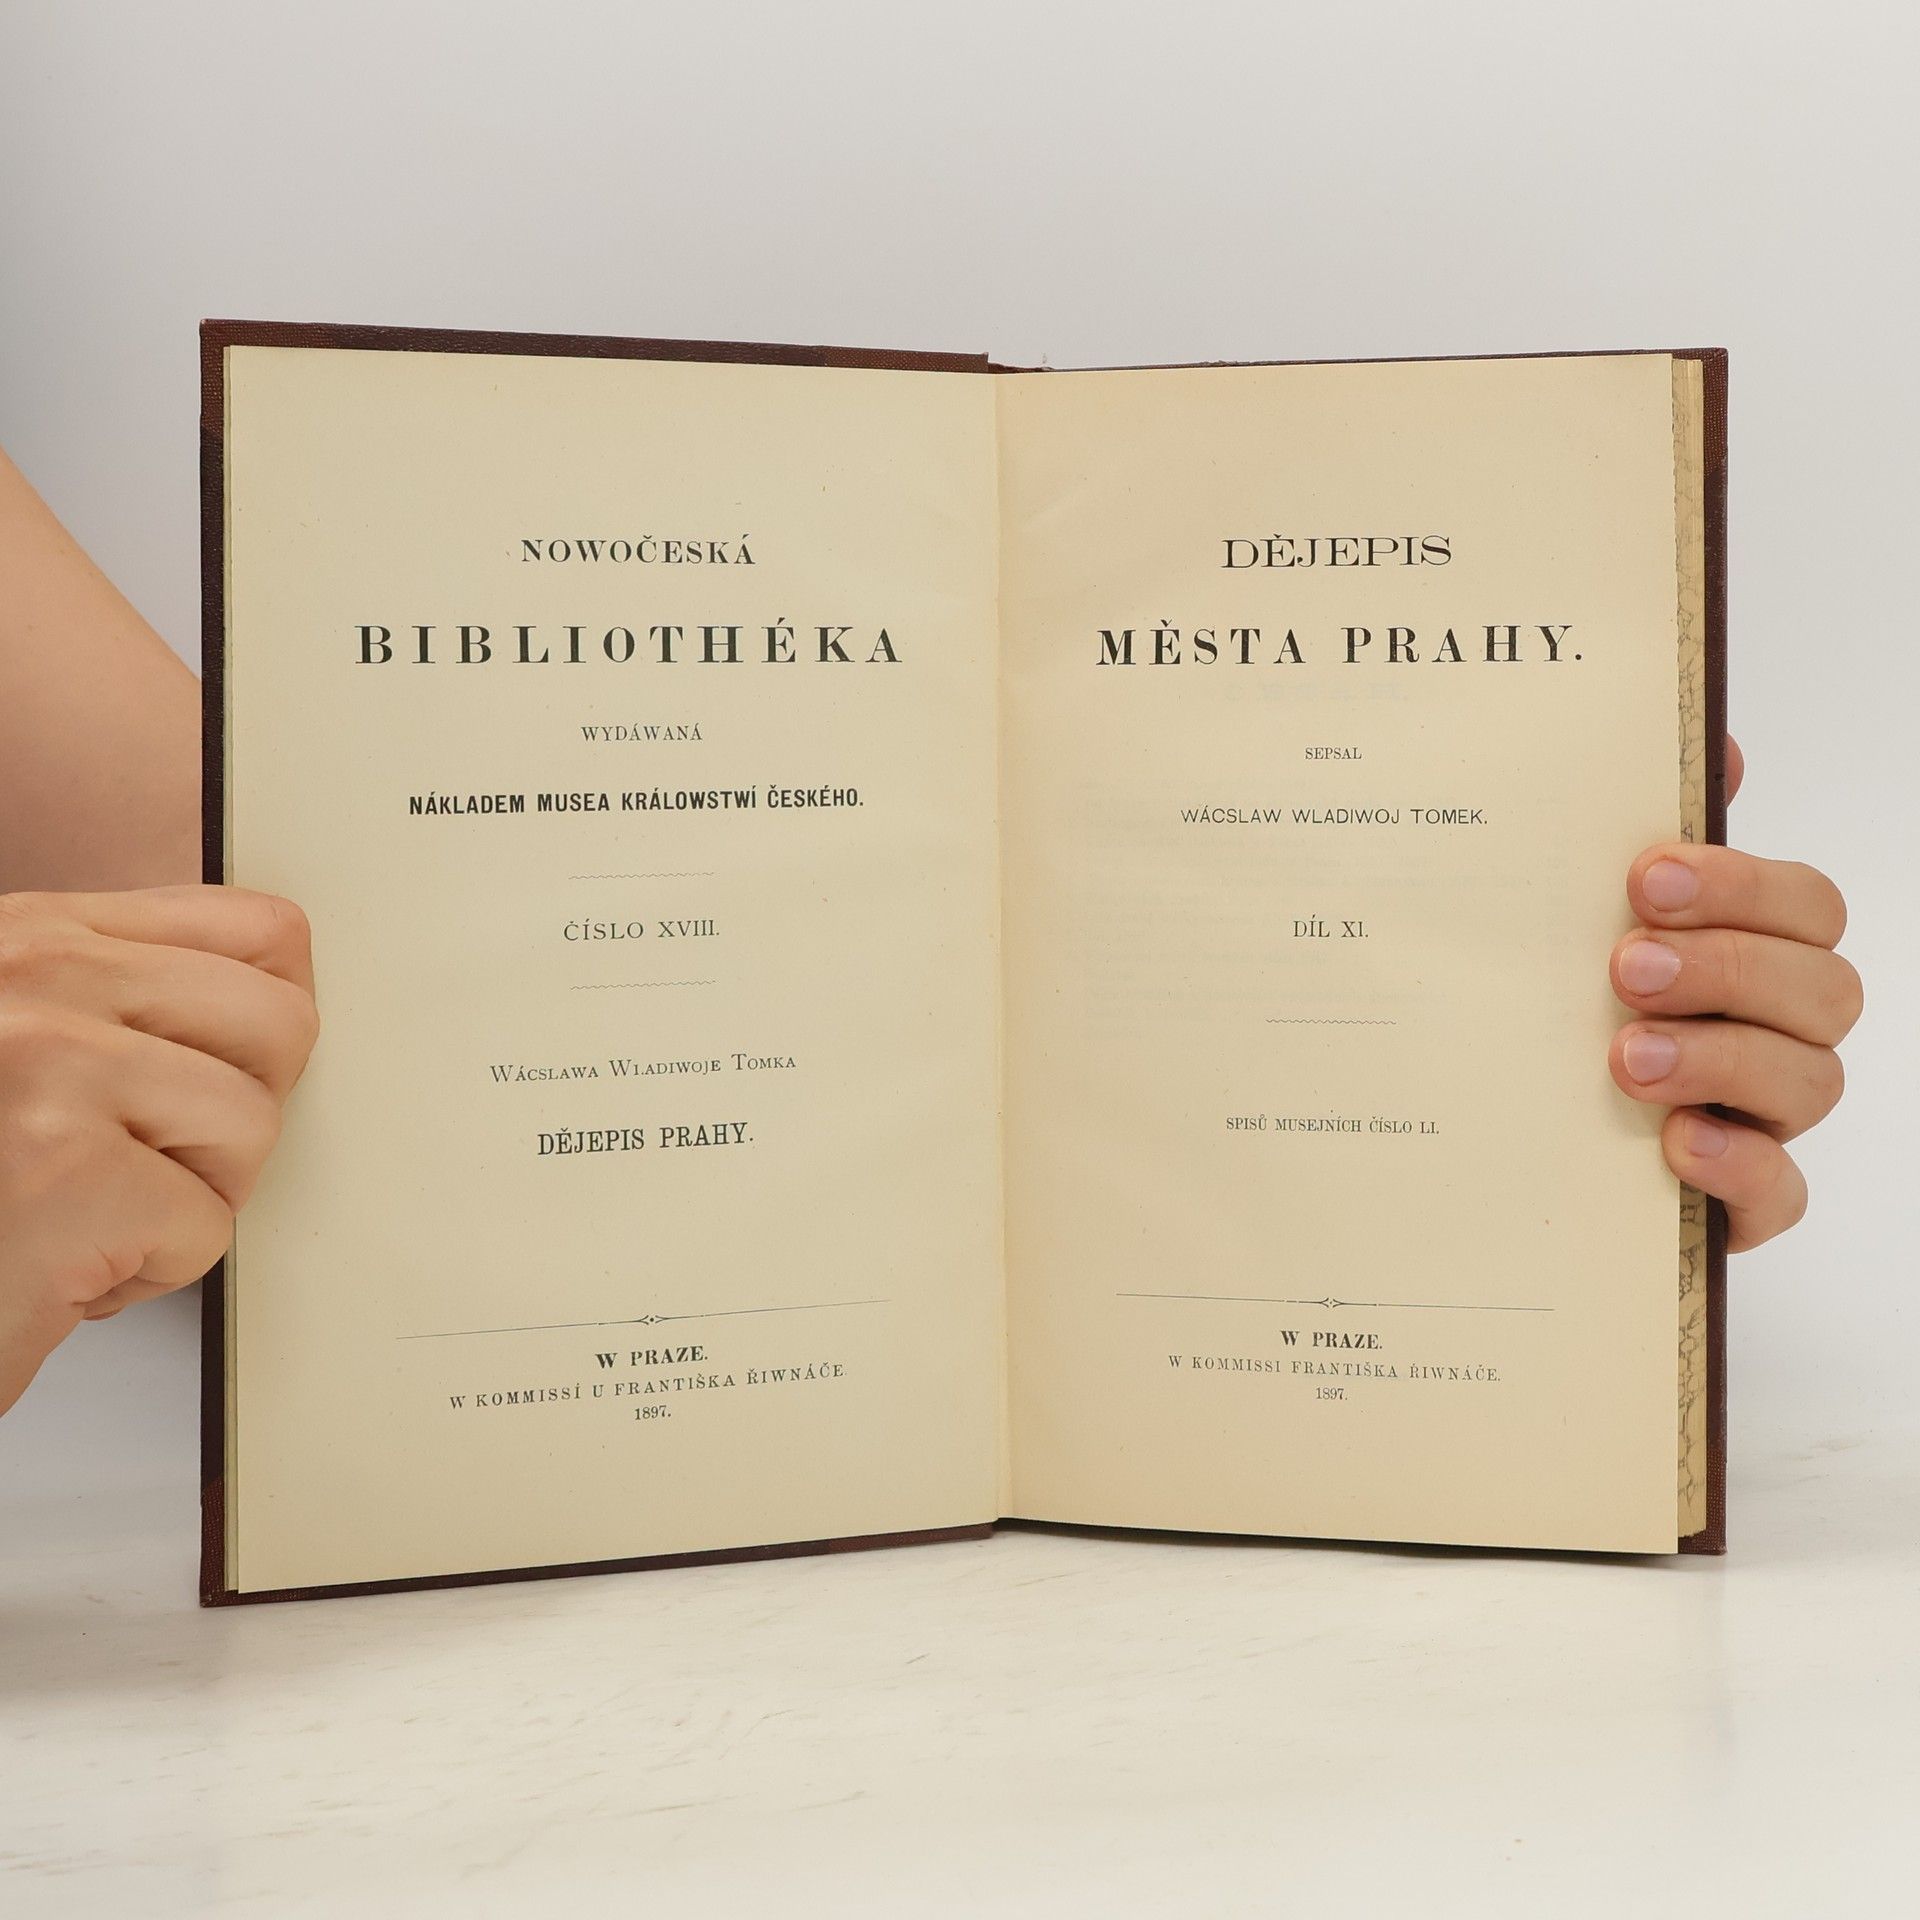 NOWOČESKÁ
BIBLIOTHÉKA
WYDÁWANÁ
NÁKLADEM MUSEA KRÁLOWSTWÍ ČESKÉHO.
ČÍSLO XVIII.
WÁCSLAWA WLADIWOJE TOMKA
DĚJEPIS PRAHY.
W PRAZE.
W KOMMISSÍ U FRANTIŠKA ŘIWNÁČE.
1897.
DĚJEPIS
MĚSTA PRAHY.
SEPSAL
WÁCSLAW WLADIWOJ TOMEK.
DÍL XI.
SPISŮ MUSEJNÍCH ČÍSLO LI.
W PRAZE.
W KOMMISSI FRANTIŠKA ŘIWNÁČE.
1897.